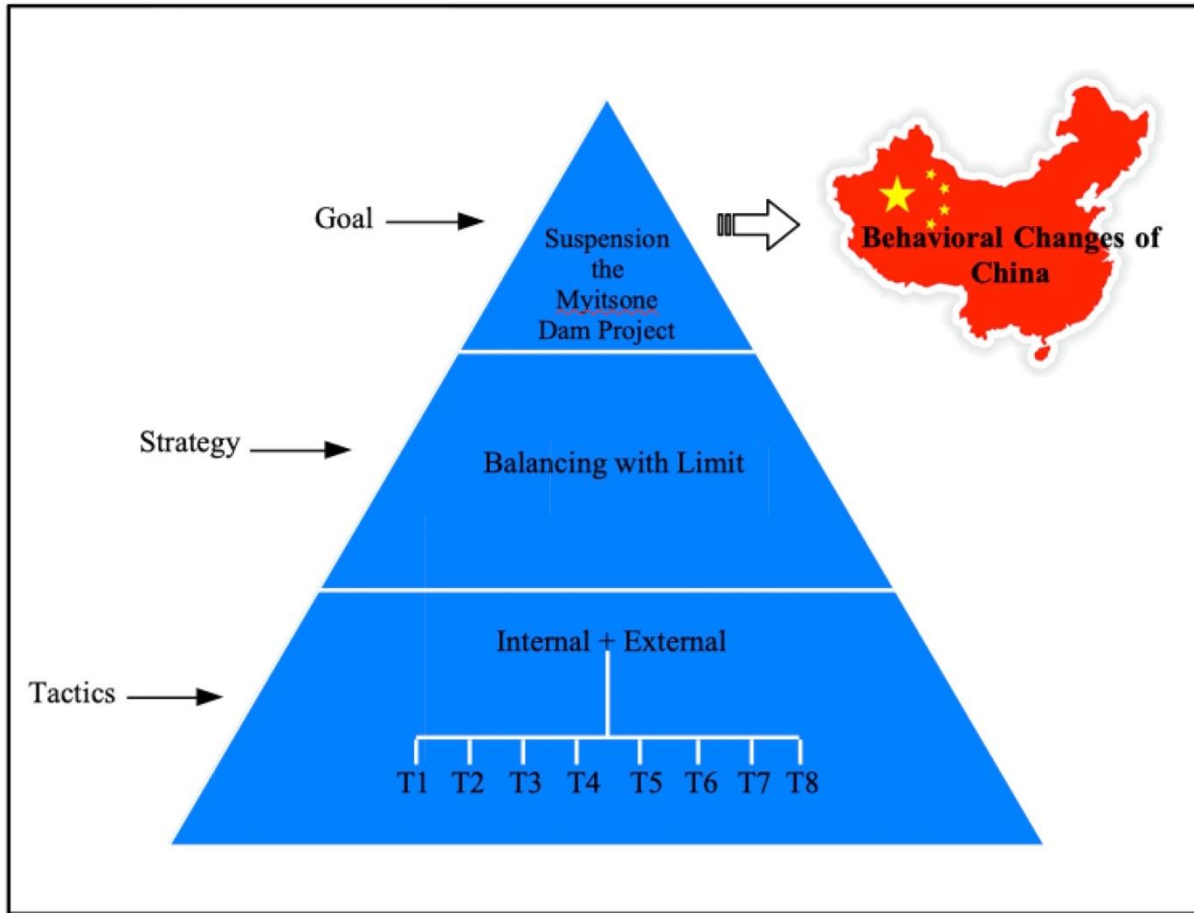 Goal
Suspension
the
Myitsone
Dam Project
Behavioral Changes of
China
Strategy
Balancing with Limit
Internal + External
Tactics
T1 T2 T3 T4 T5 T6 T7 T8